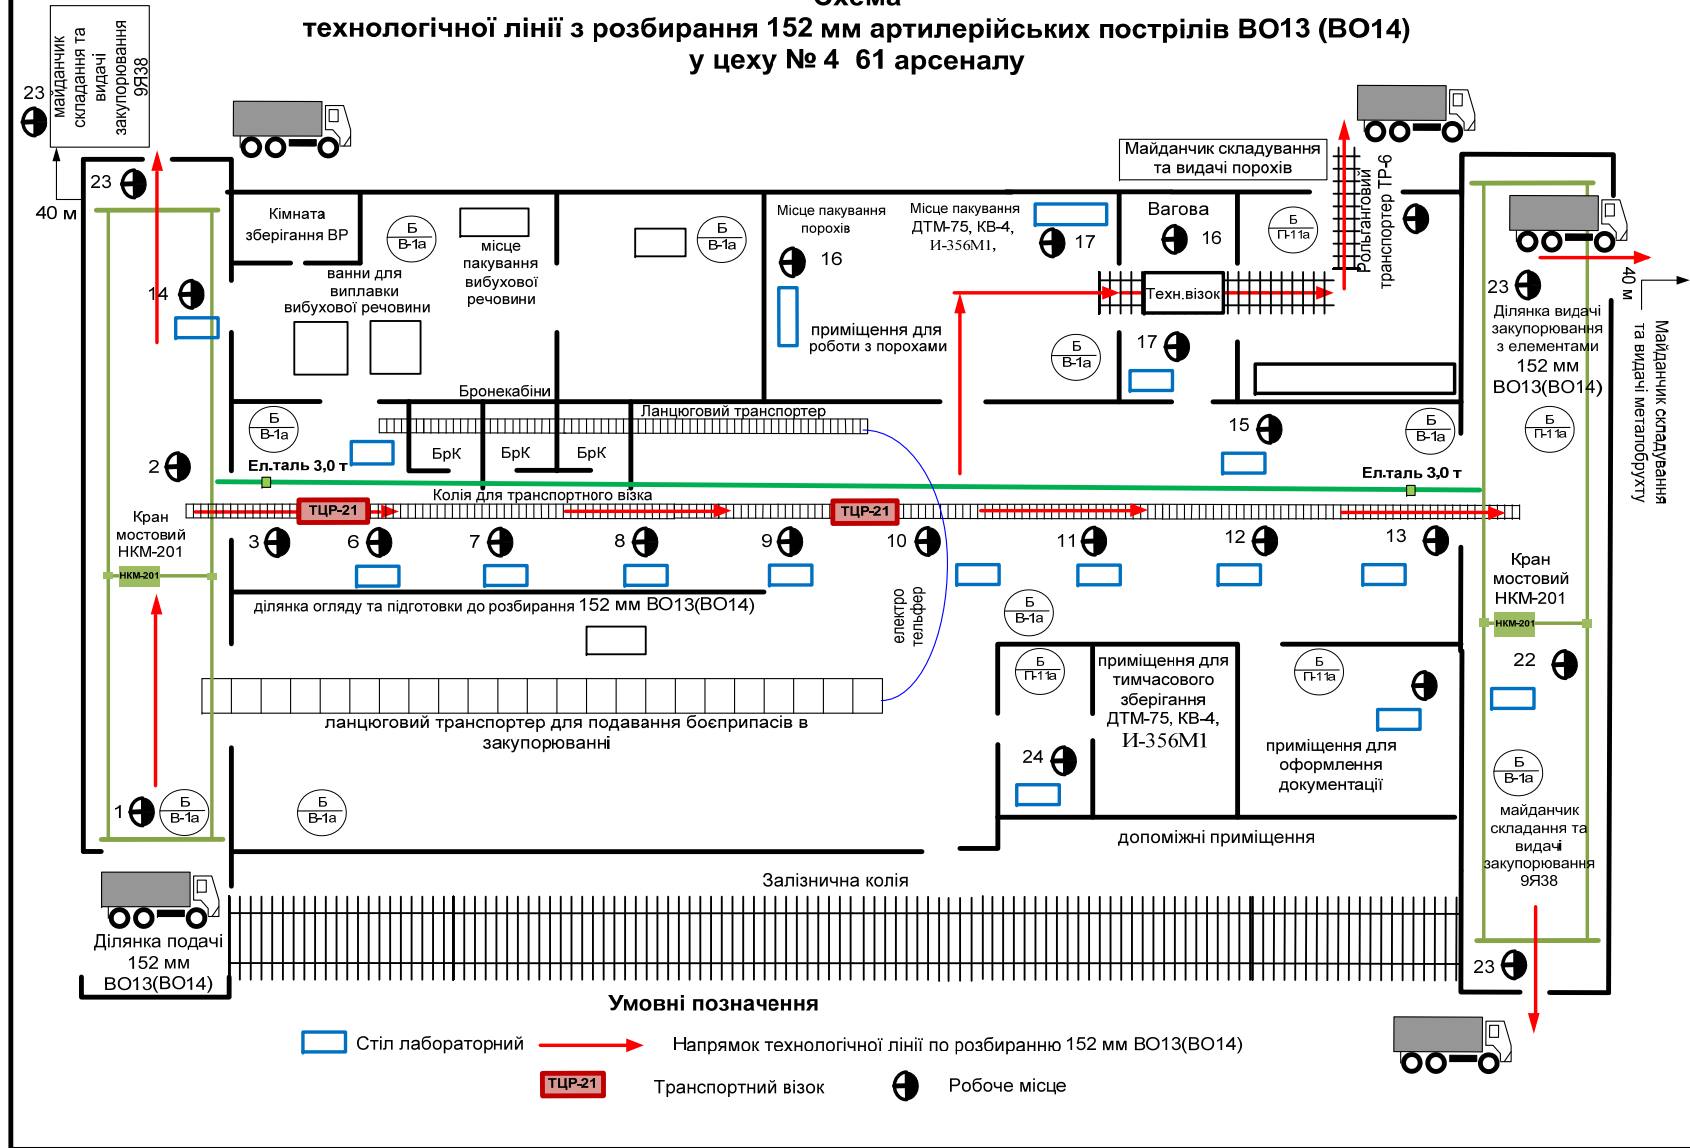 Схема
технологічної лінії з розбирання 152 мм артилерійських пострілів ВО13 (ВО14)
у цеху № 4 61 арсеналу
23
майданчик
складання та
видачі
закупорювання
9Я38
40 м
23
14
2
Кран
мостовий
НКМ-201
НКМ-201
1
Б
В-1а
Ділянка подачі
152 мм
ВО13(ВО14)
Кімната
зберігання ВР
Б
В-1а
місце
пакування
вибухової
речовини
ванни для
виплавки
вибухової речовини
Б
В-1а
Місце пакування
порохів
16
Місце пакування
ДТМ-75, КВ-4,
И-356М1,
17
приміщення для
роботи з порохами
Б
В-1а
Майданчик складування
та видачі порохів
Вагова
16
Техн.візок
17
Б
П-11а
Рольганговий
транспортер ТР-6
Бронекабіни
Ланцюговий транспортер
Б
В-1а
БрК
БрК
БрК
Ел.таль 3,0 т
Колія для транспортного візка
15
Б
В-1а
Ел.таль 3,0 т
ТЦР-21
ТЦР-21
3
6
7
8
9
10
11
12
13
ділянка огляду та підготовки до розбирання 152 мм ВО13(ВО14)
електро
тельфер
ланцюговий транспортер для подавання боєприпасів в
закупорюванні
Б
В-1а
Б
В-1а
Б
П-11а
24
приміщення для
тимчасового
зберігання
ДТМ-75, КВ-4,
И-356М1
Б
П-11а
приміщення для
оформлення
документації
допоміжні приміщення
23
Ділянка видачі
закупорювання
з елементами
152 мм
ВО13(ВО14)
Б
П-11а
40 м
Майданчик складування
та видачі металобрухту
Кран
мостовий
НКМ-201
НКМ-201
22
Б
В-1а
майданчик
складання та
видачі
закупорювання
9Я38
23
Залізнична колія
Умовні позначення
Стіл лабораторний
Напрямок технологічної лінії по розбиранню 152 мм ВО13(ВО14)
ТЦР-21
Транспортний візок
Робоче місце